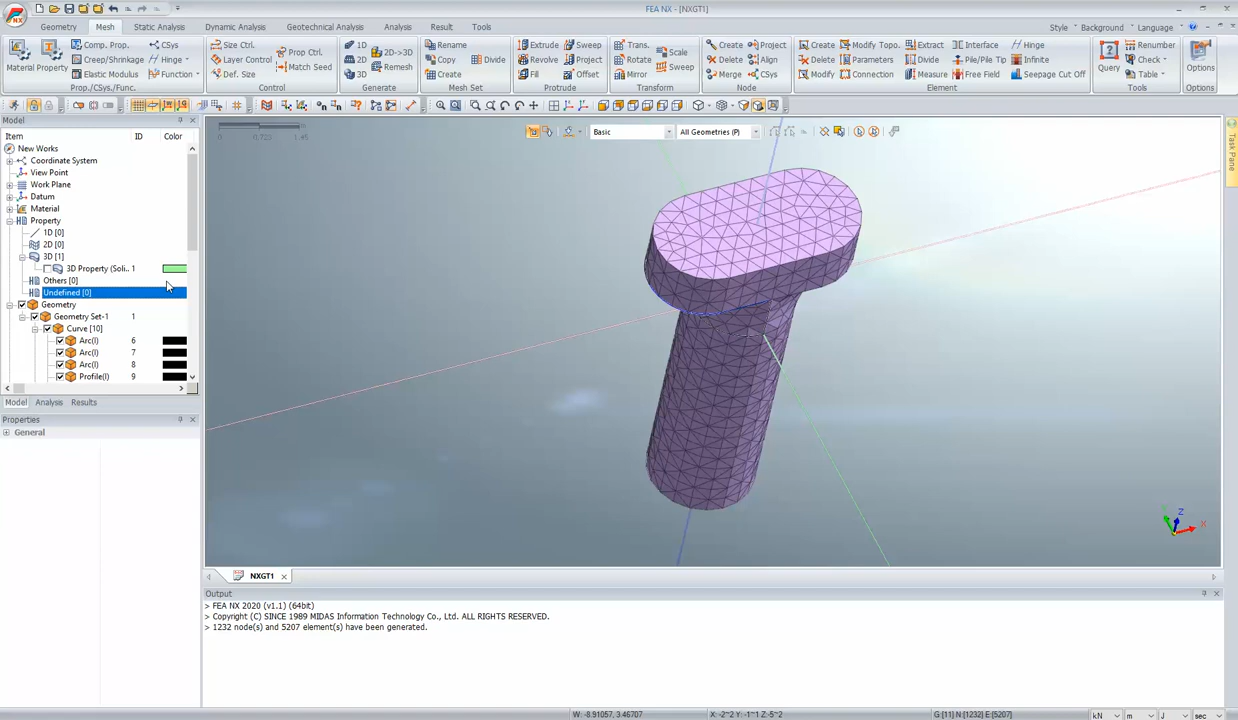 FEA NX - [NXGT1]
Geometry Mesh Static Analysis Dynamic Analysis Geotechnical Analysis Analysis Result Tools Style Background Language
Material Property Comp. Prop. CSys Size Ctrl. Prop Ctrl. 1D 2D->3D Rename Extrude Sweep Trans. Scale Create Project Create Modify Topo. Extract Interface Hinge Query Renumber Options
Creep/Shrinkage Hinge Layer Control Match Seed 2D Remesh Copy Divide Revolve Project Rotate Sweep Delete Align Delete Parameters Divide Pile/Pile Tip Infinite Check
Elastic Modulus Function Def. Size 3D Create Fill Offset Mirror Merge CSys Modify Connection Measure Free Field Seepage Cut Off Table
Prop./CSys/Func. Control Generate Mesh Set Protrude Transform Node Element Tools Options
Model
Item ID Color
New Works
Coordinate System
View Point
Work Plane
Datum
Material
Property
1D [0]
2D [0]
3D [1]
3D Property (Soli.. 1
Others [0]
Undefined [0]
Geometry
Geometry Set-1 1
Curve [10]
Arc(I) 6
Arc(I) 7
Arc(I) 8
Profile(I) 9
Model Analysis Results
Properties
General
Basic All Geometries (P)
Task Pane
Z
X
NXGT1
Output
> FEA NX 2020 (v1.1) (64bit)
> Copyright (C) SINCE 1989 MIDAS Information Technology Co., Ltd. ALL RIGHTS RESERVED.
> 1232 node(s) and 5207 element(s) have been generated.
W: -8.91057, 3.46707 X: -2~2 Y: -1~1 Z:-5~2 G:[11] N:[1232] E:[5207] kN m J sec